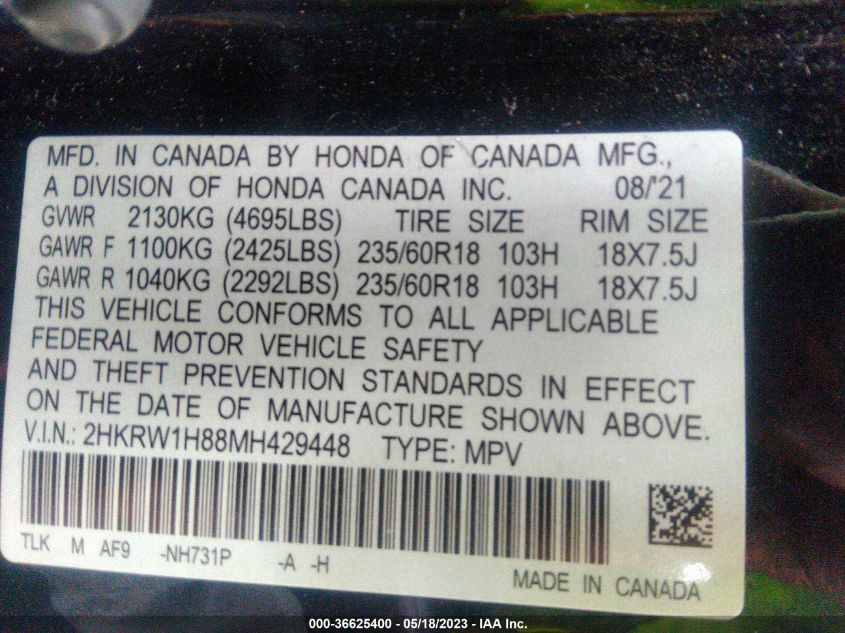 MFD. IN CANADA BY HONDA OF CANADA MFG.,
A DIVISION OF HONDA CANADA INC. 08/'21
GVWR 2130KG (4695LBS) TIRE SIZE RIM SIZE
GAWR F 1100KG (2425LBS) 235/60R18 103H 18X7.5J
GAWR R 1040KG (2292LBS) 235/60R18 103H 18X7.5J
THIS VEHICLE CONFORMS TO ALL APPLICABLE
FEDERAL MOTOR VEHICLE SAFETY
AND THEFT PREVENTION STANDARDS IN EFFECT
ON THE DATE OF MANUFACTURE SHOWN ABOVE.
V.I.N.: 2HKRW1H88MH429448 TYPE: MPV
TLK M AF9 -NH731P -A -H
MADE IN CANADA
000-36625400 - 05/18/2023 - IAA Inc.